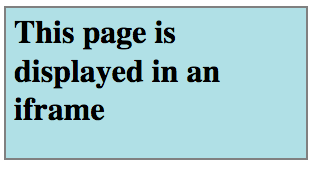 This page is
displayed in an
iframe